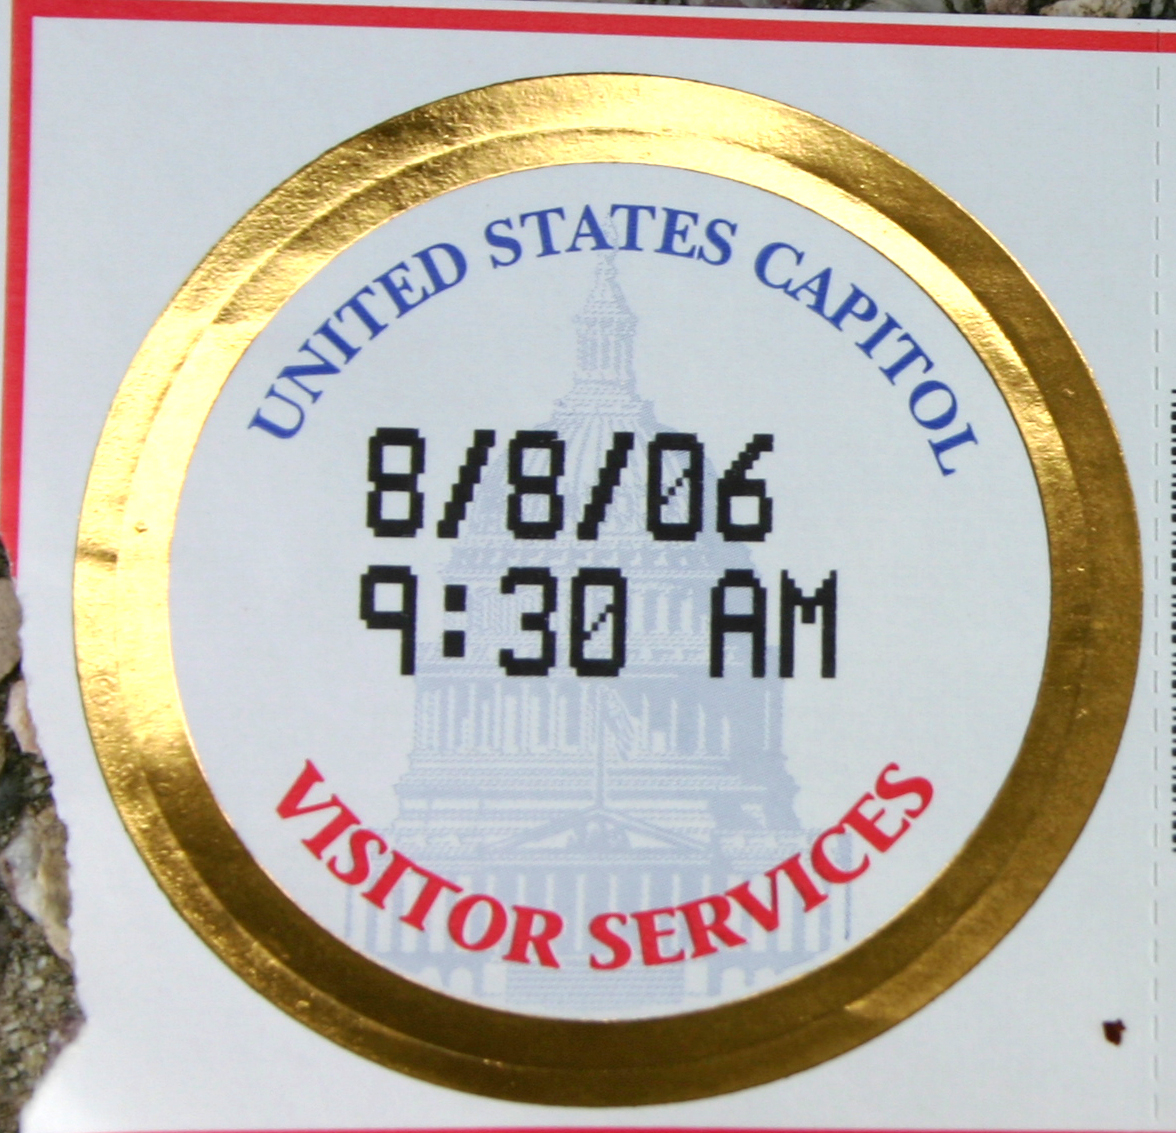 UNITED STATES CAPITOL
8/8/06
9:30 AM
VISITOR SERVICES